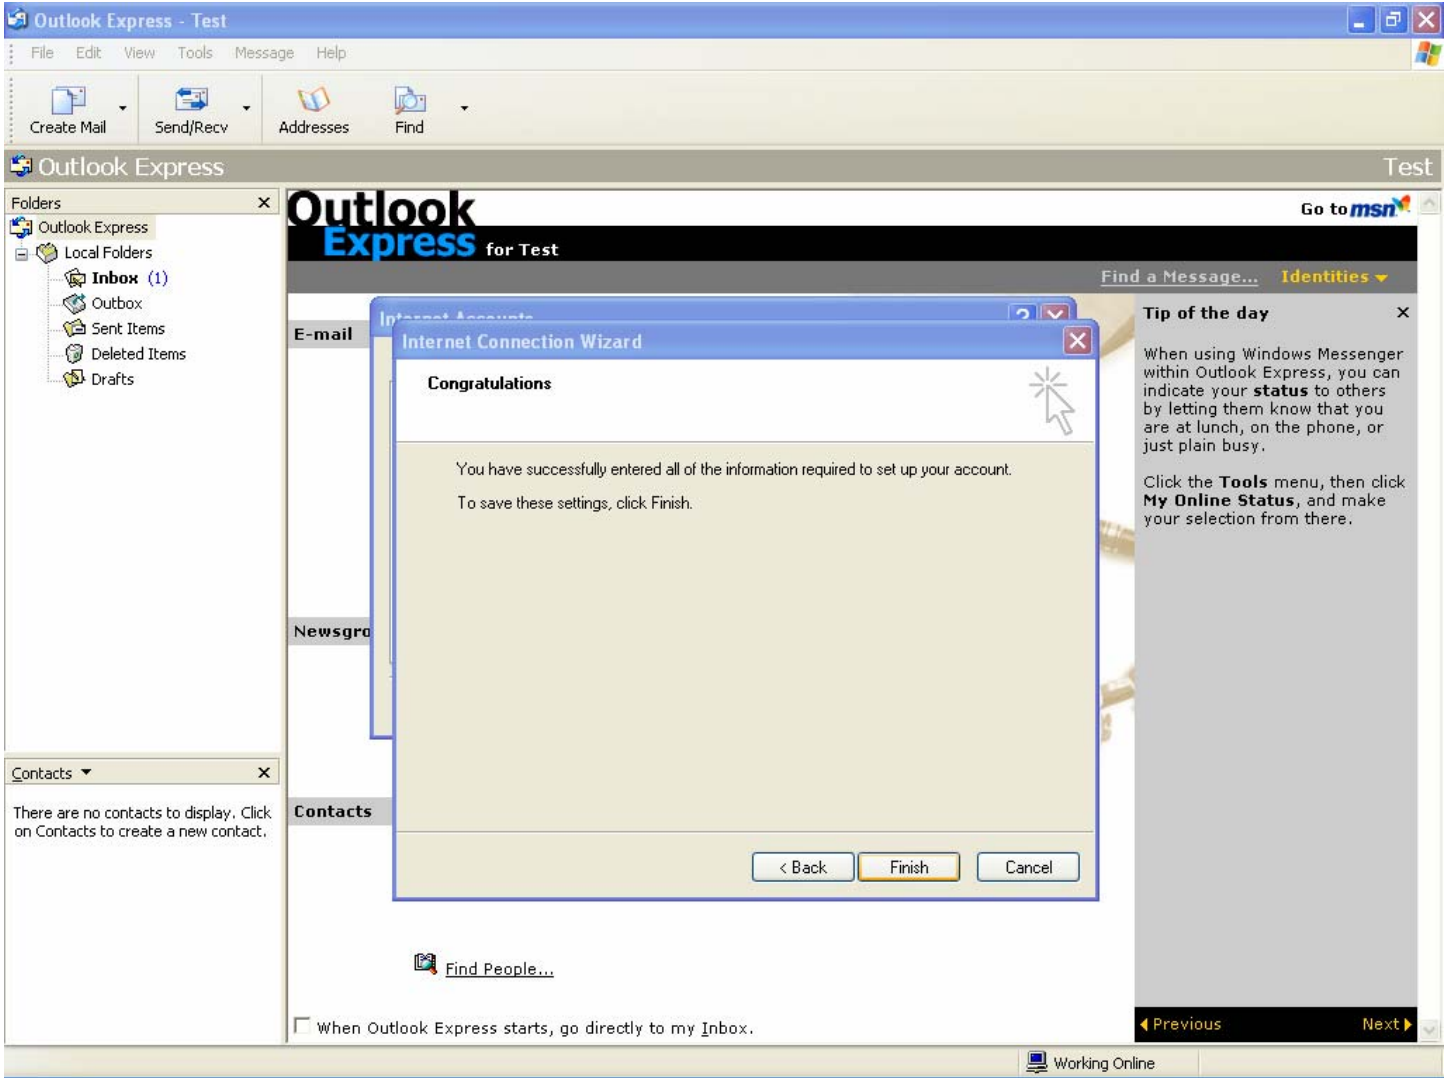 Outlook Express - Test
File Edit View Tools Message Help
Create Mail Send/Recv Addresses Find
Outlook Express Test
Folders
Outlook Express
Local Folders
Inbox (1)
Outbox
Sent Items
Deleted Items
Drafts
Contacts
There are no contacts to display. Click
on Contacts to create a new contact.
Outlook
Express for Test
Go to msn
Find a Message... Identities
E-mail
Newsgro
Contacts
Internet Accounts
Internet Connection Wizard
Congratulations
You have successfully entered all of the information required to set up your account.
To save these settings, click Finish.
< Back Finish Cancel
Find People...
When Outlook Express starts, go directly to my Inbox.
Tip of the day
When using Windows Messenger
within Outlook Express, you can
indicate your status to others
by letting them know that you
are at lunch, on the phone, or
just plain busy.
Click the Tools menu, then click
My Online Status, and make
your selection from there.
Previous Next
Working Online